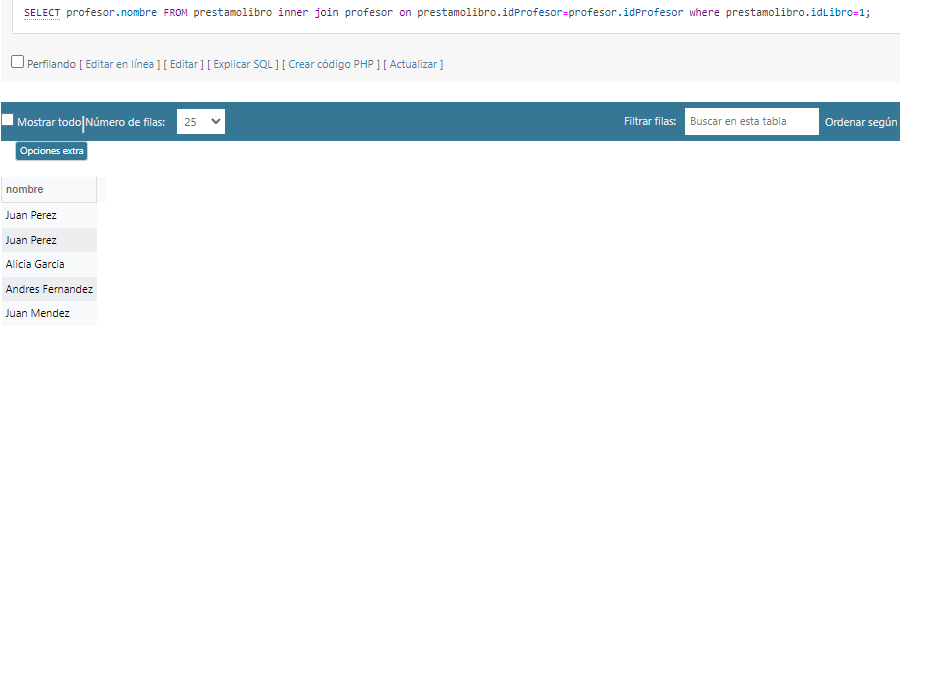 SELECT profesor.nombre FROM prestamolibro inner join profesor on prestamolibro.idProfesor=profesor.idProfesor where prestamolibro.idLibro=1;
Perfilando [ Editar en línea ] [ Editar ] [ Explicar SQL ] [ Crear código PHP ] [ Actualizar ]
Mostrar todo Número de filas: 25 Filtrar filas: Buscar en esta tabla Ordenar según
Opciones extra
nombre
Juan Perez
Juan Perez
Alicia Garcia
Andres Fernandez
Juan Mendez